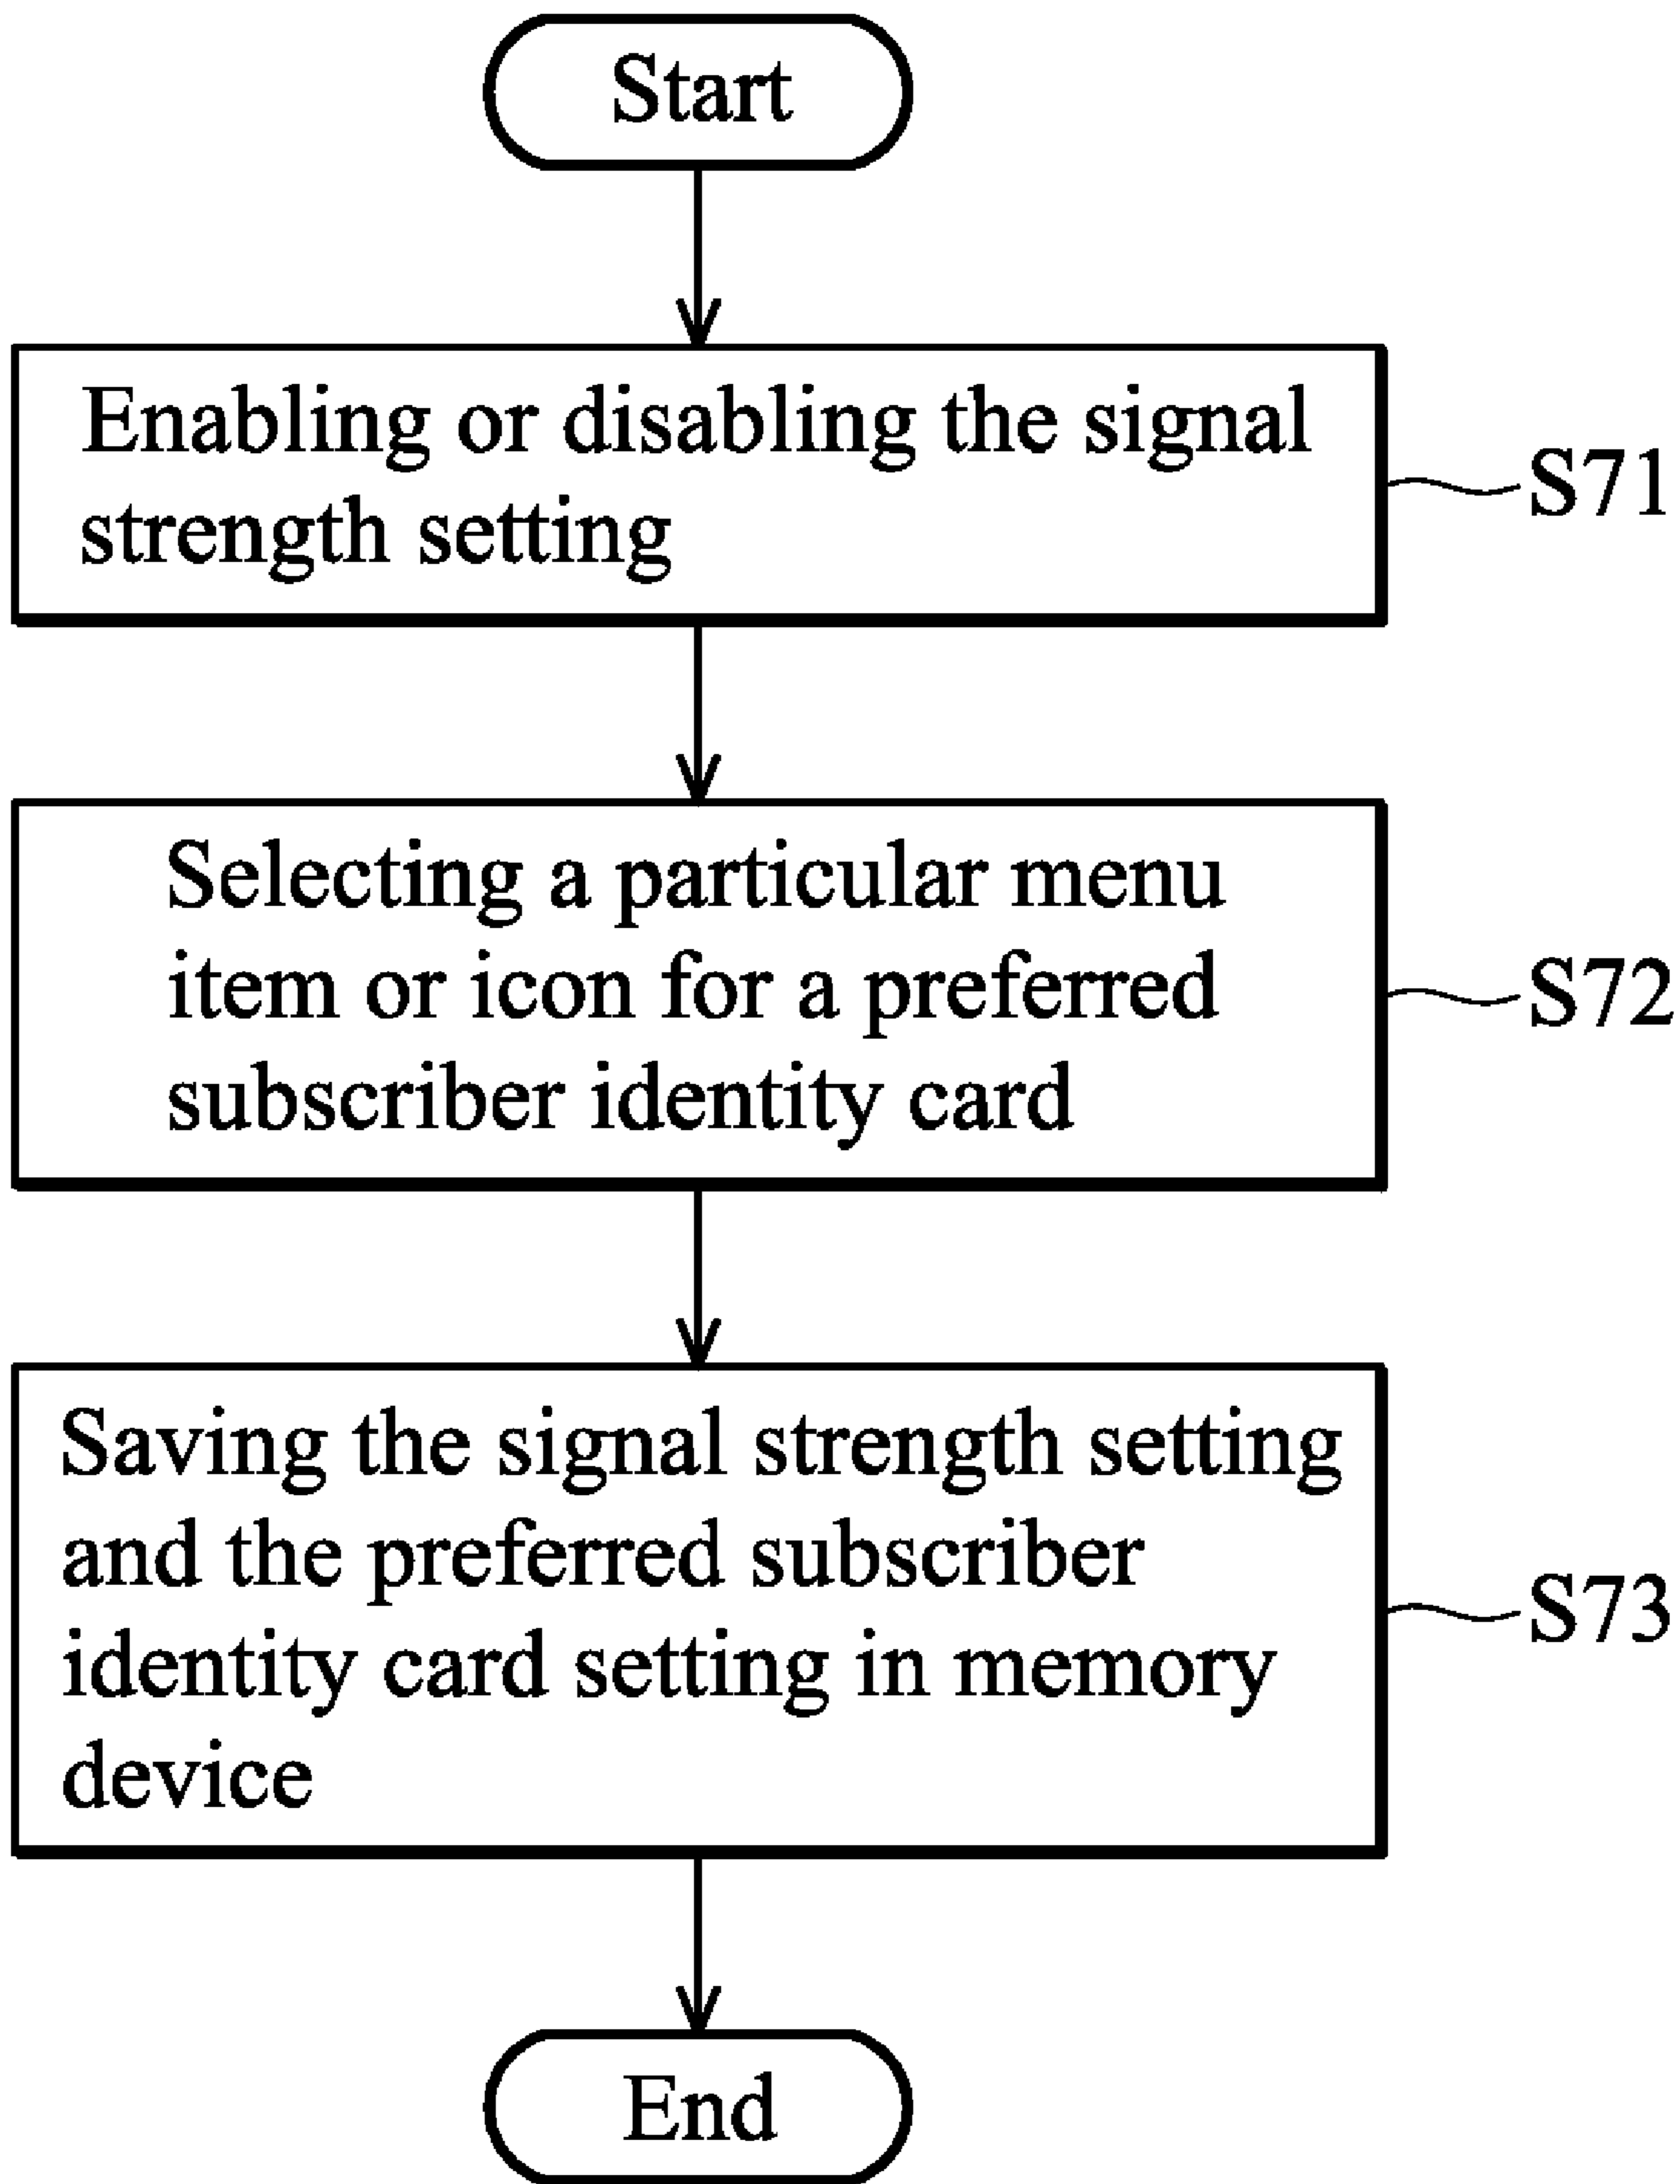 Start
Enabling or disabling the signal
strength setting
S71
Selecting a particular menu
item or icon for a preferred
subscriber identity card
S72
Saving the signal strength setting
and the preferred subscriber
identity card setting in memory
device
S73
End